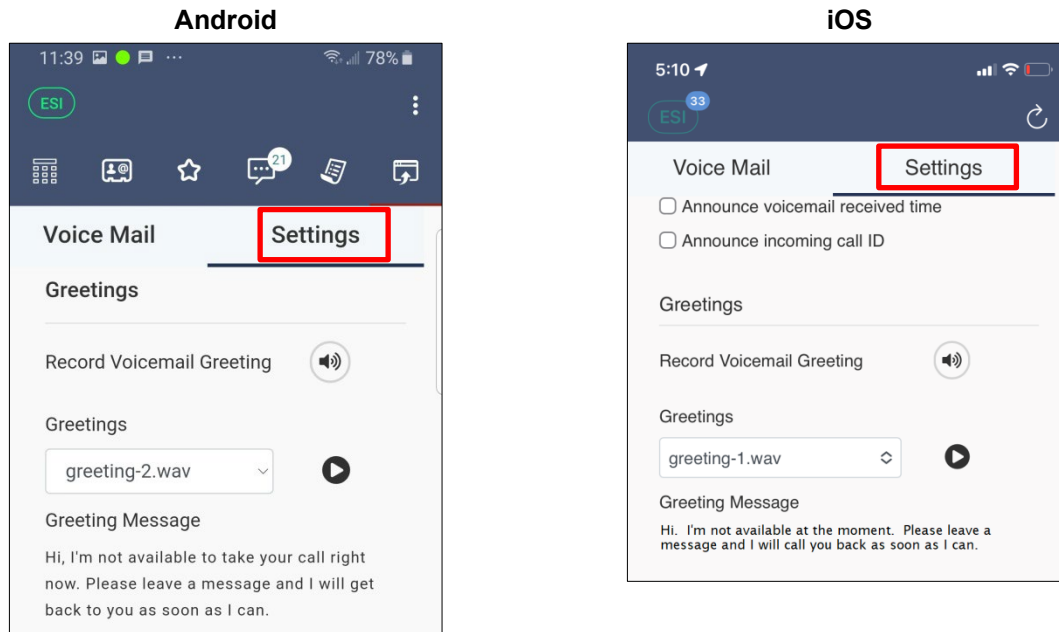 Android
11:39 ... 78%
ESI
21
Voice Mail Settings
Greetings
Record Voicemail Greeting
Greetings
greeting-2.wav
Greeting Message
Hi, I'm not available to take your call right
now. Please leave a message and I will get
back to you as soon as I can.
iOS
5:10
ESI 33
Voice Mail Settings
Announce voicemail received time
Announce incoming call ID
Greetings
Record Voicemail Greeting
Greetings
greeting-1.wav
Greeting Message
Hi. I'm not available at the moment. Please leave a
message and I will call you back as soon as I can.